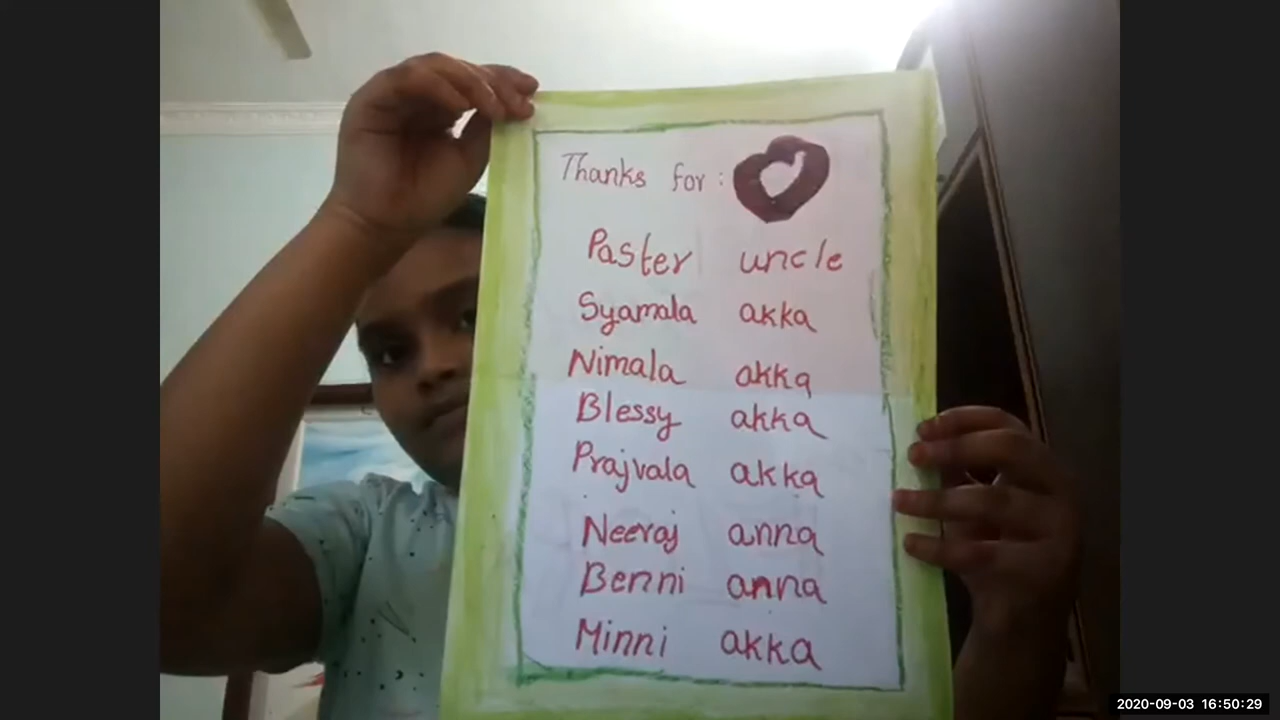 Thanks for:
Paster uncle
Syamala akka
Nimala akka
Blessy akka
Prajvala akka
Neeraj anna
Benni anna
Minni akka
2020-09-03 16:50:29